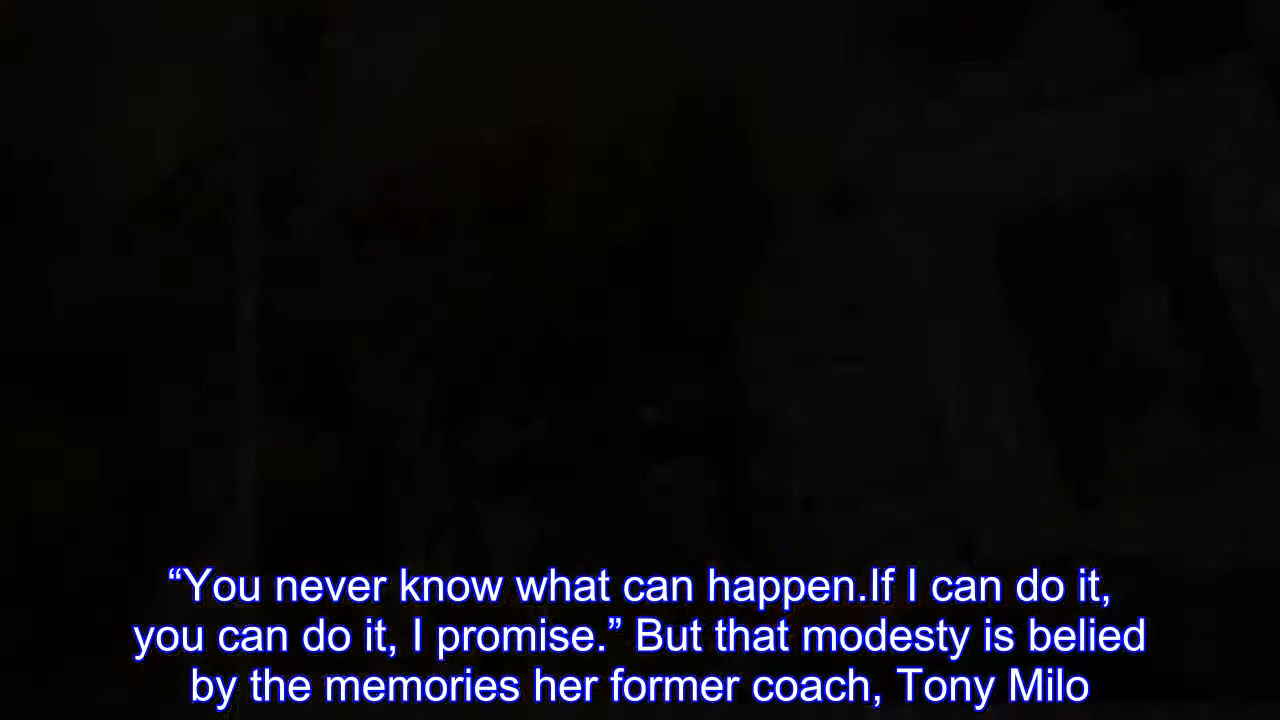 “You never know what can happen.If I can do it,
you can do it, I promise.” But that modesty is belied
by the memories her former coach, Tony Milo